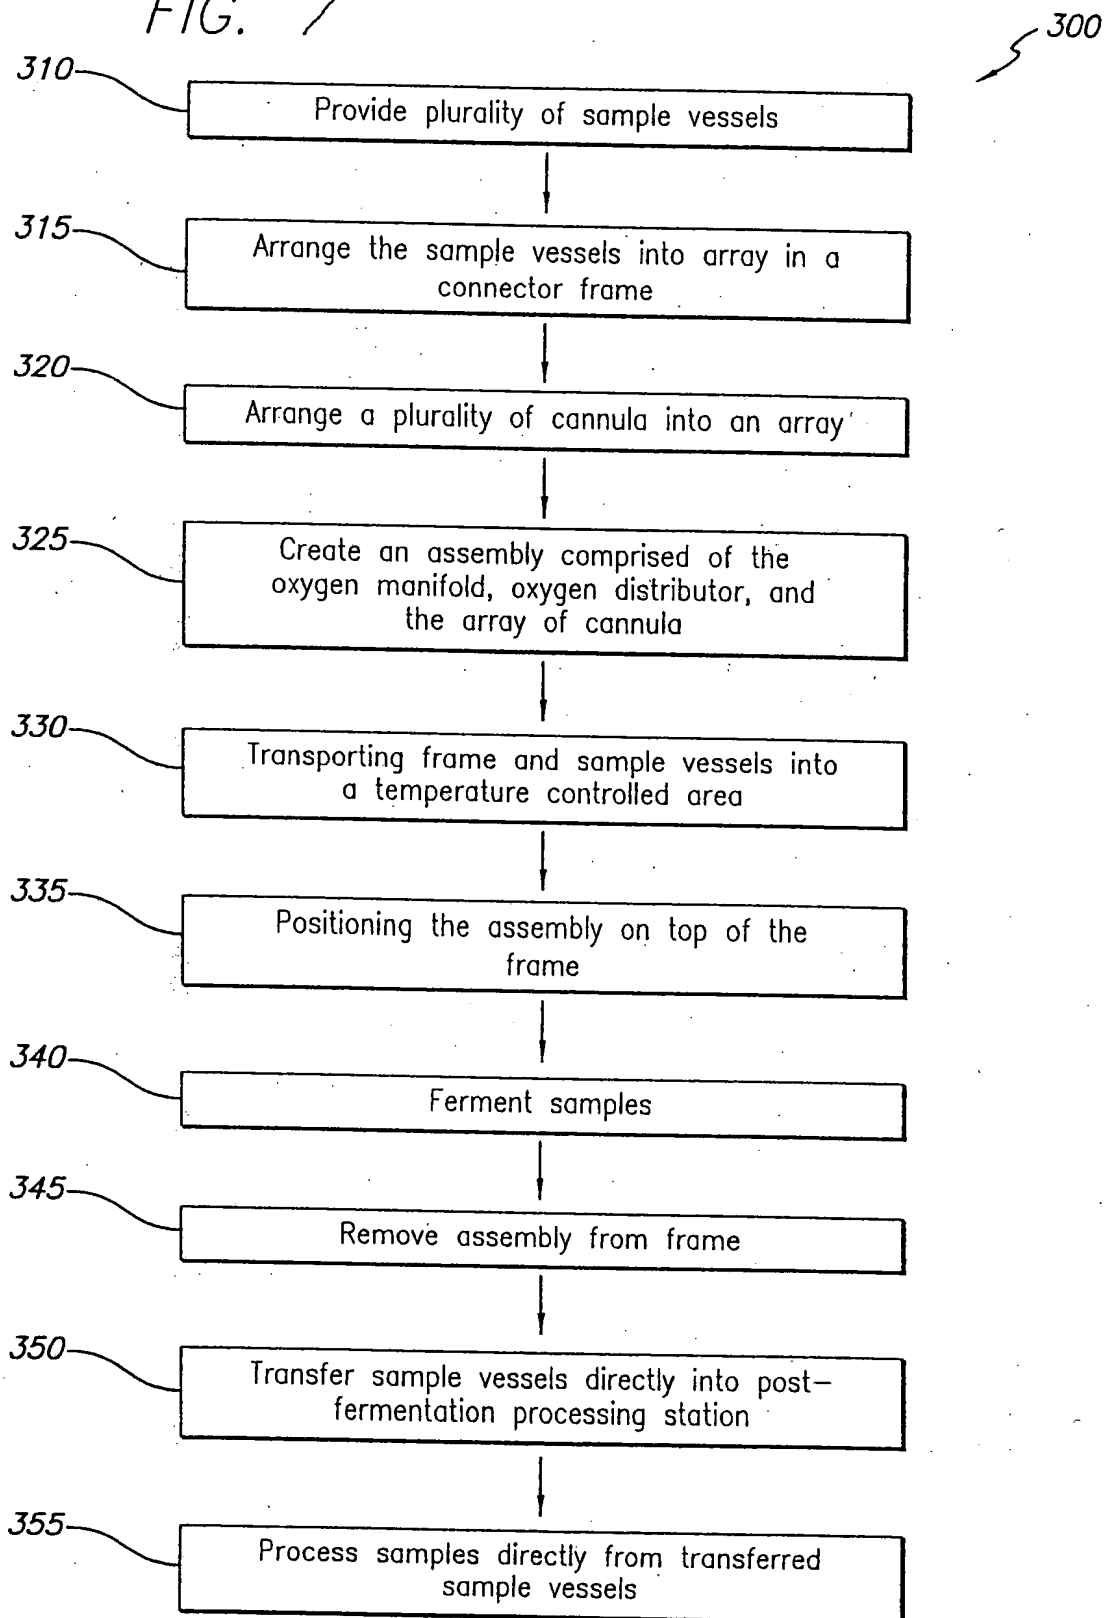 FIG. 7
300
310
Provide plurality of sample vessels
315
Arrange the sample vessels into array in a
connector frame
320
Arrange a plurality of cannula into an array
325
Create an assembly comprised of the
oxygen manifold, oxygen distributor, and
the array of cannula
330
Transporting frame and sample vessels into
a temperature controlled area
335
Positioning the assembly on top of the
frame
340
Ferment samples
345
Remove assembly from frame
350
Transfer sample vessels directly into post-
fermentation processing station
355
Process samples directly from transferred
sample vessels